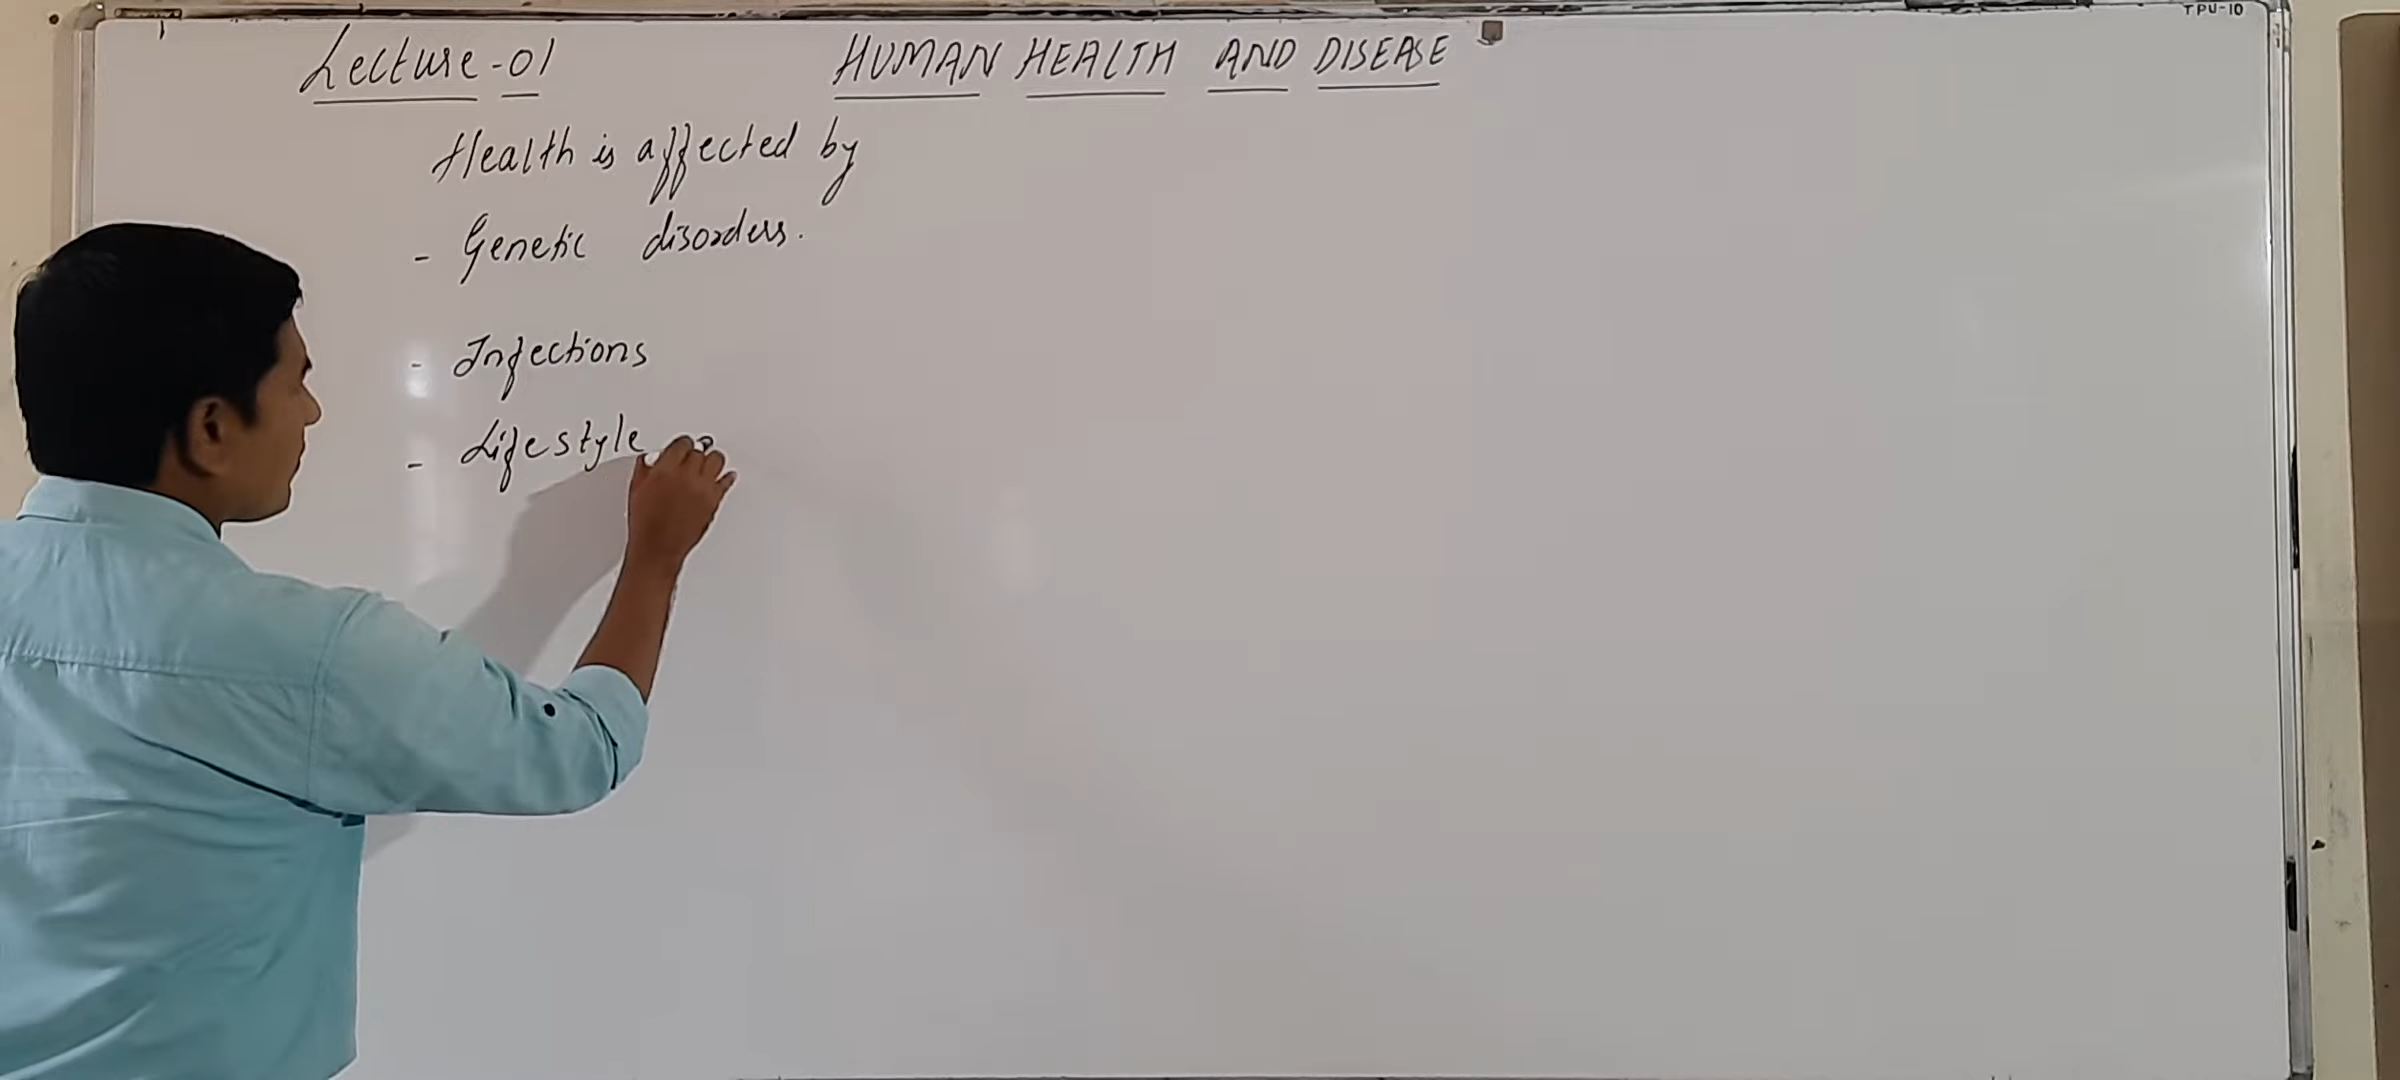 TPU-10
Lecture-01 HUMAN HEALTH AND DISEASE
Health is affected by
- Genetic disorders.
- Infections
- Lifestyle